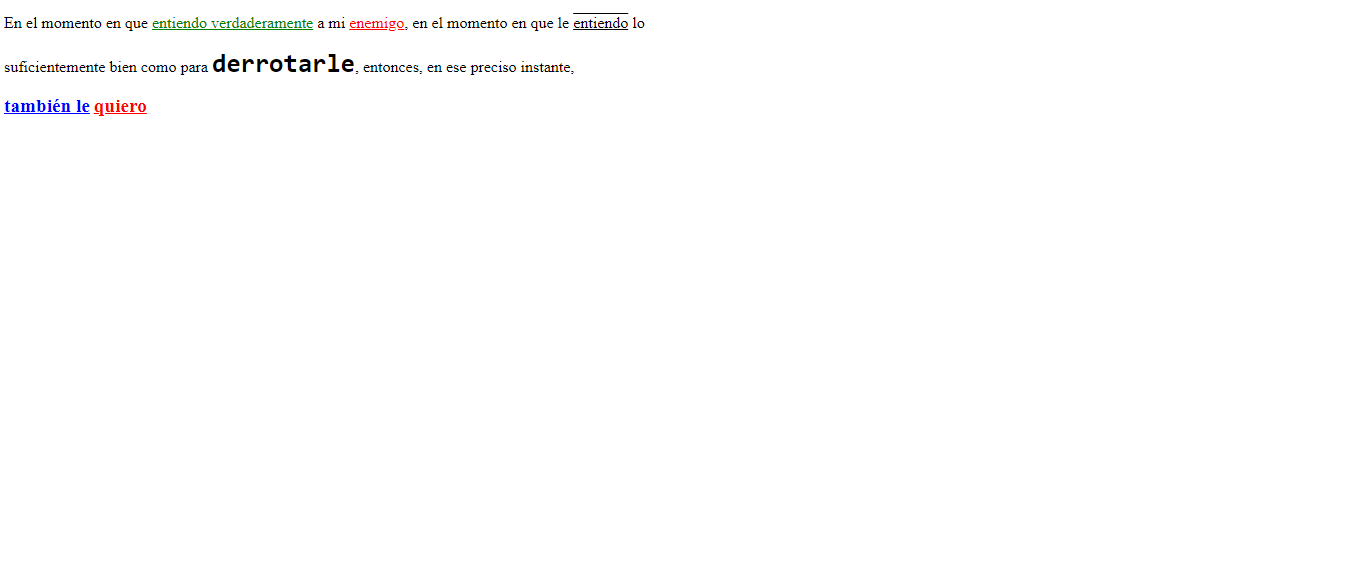 En el momento en que entiendo verdaderamente a mi enemigo, en el momento en que le entiendo lo
suficientemente bien como para derrotarle, entonces, en ese preciso instante,
también le quiero